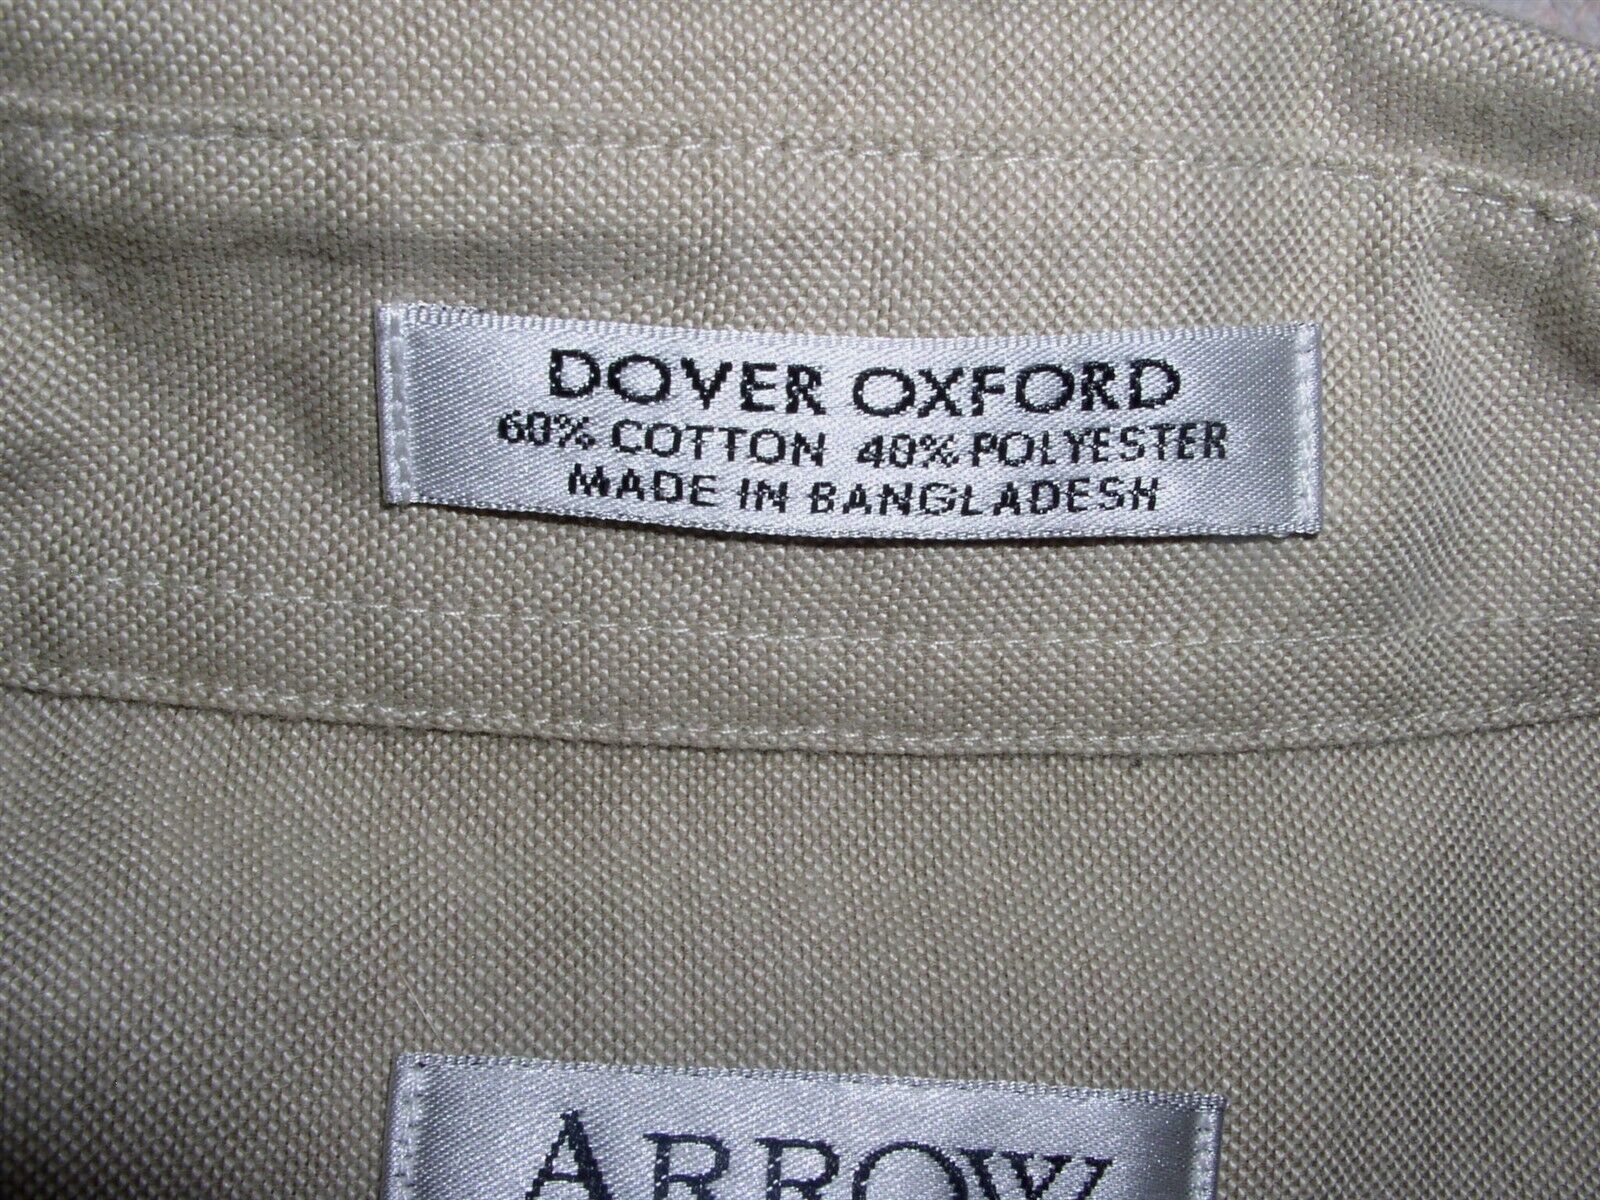 DOVER OXFORD
60% COTTON 40% POLYESTER
MADE IN BANGLADESH
ARROW